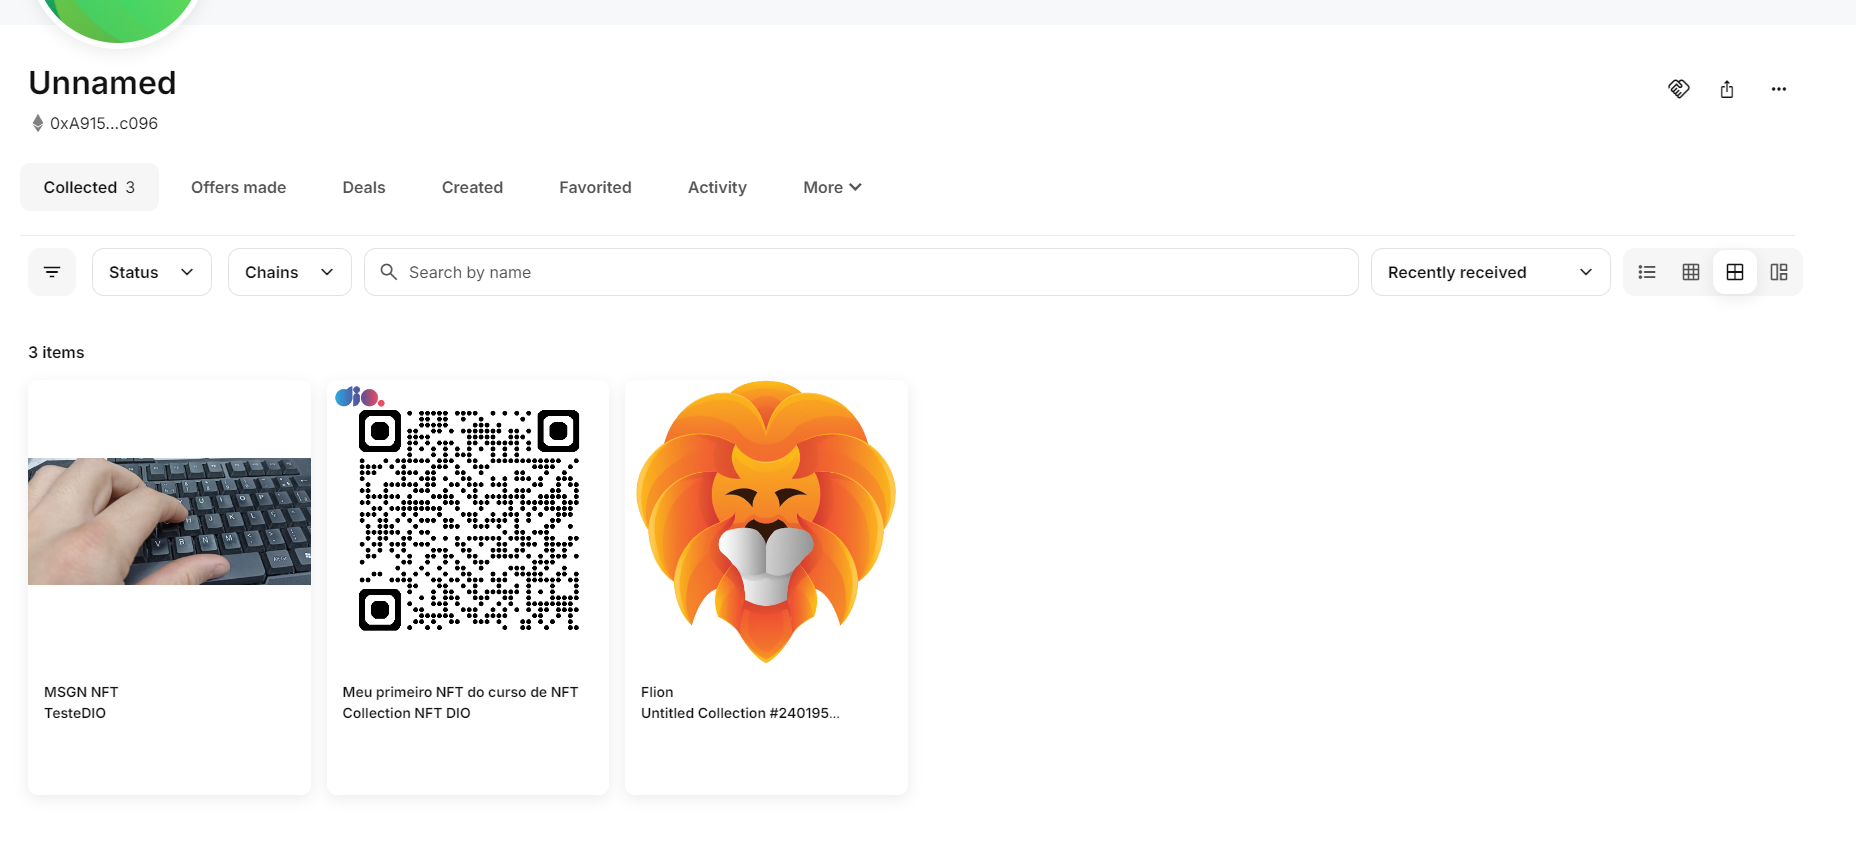 Unnamed
0xA915...c096
Collected 3
Offers made
Deals
Created
Favorited
Activity
More
Status
Chains
Search by name
Recently received
3 items
dio.
MSGN NFT
TesteDIO
Meu primeiro NFT do curso de NFT
Collection NFT DIO
Flion
Untitled Collection #240195...